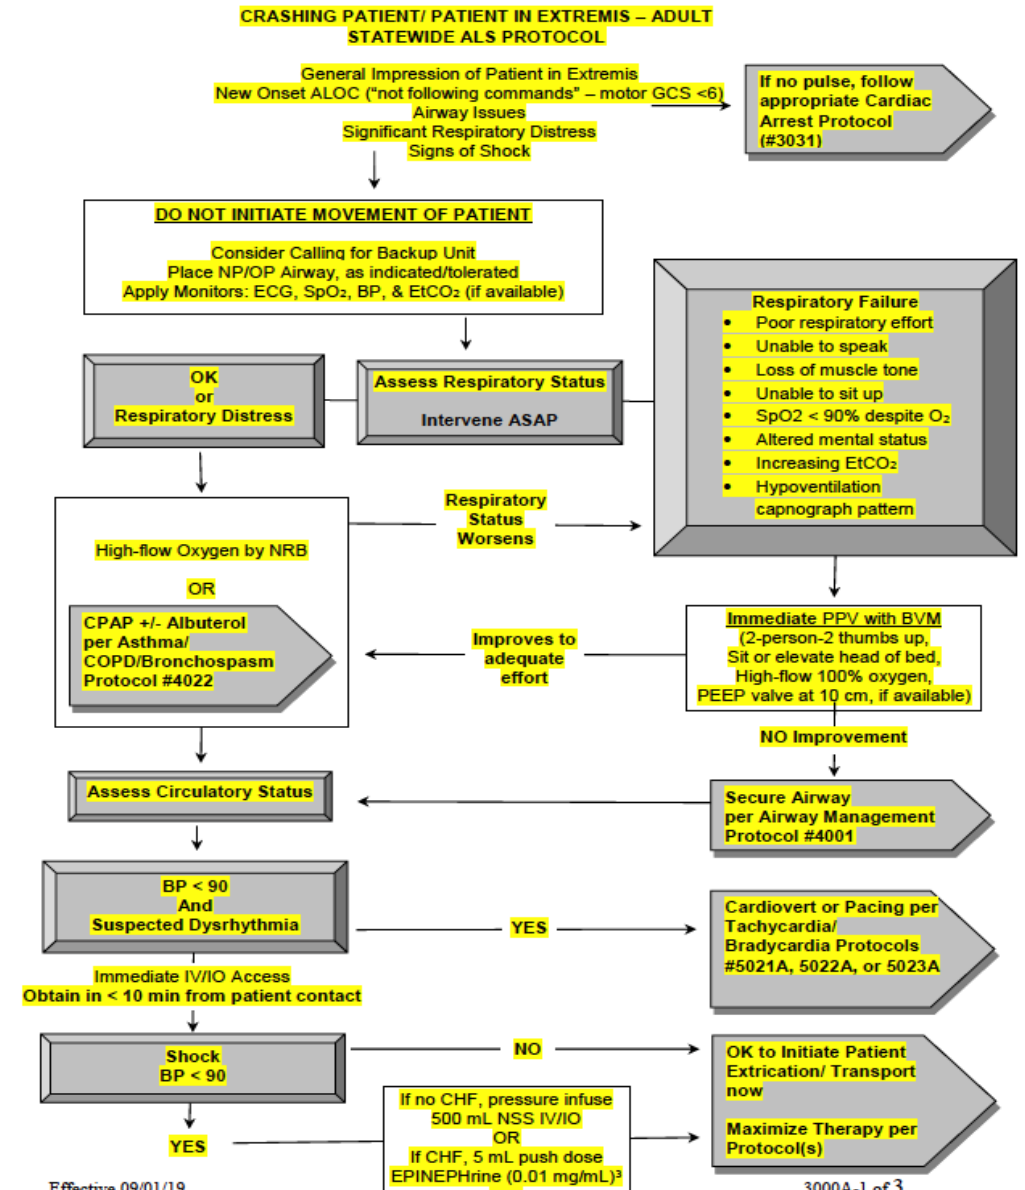 CRASHING PATIENT/ PATIENT IN EXTREMIS – ADULT
STATEWIDE ALS PROTOCOL
General Impression of Patient in Extremis
New Onset ALOC (“not following commands” – motor GCS <6)
Airway Issues
Significant Respiratory Distress
Signs of Shock
If no pulse, follow
appropriate Cardiac
Arrest Protocol
(#3031)
DO NOT INITIATE MOVEMENT OF PATIENT
Consider Calling for Backup Unit
Place NP/OP Airway, as indicated/tolerated
Apply Monitors: ECG, SpO₂, BP, & EtCO₂ (if available)
Assess Respiratory Status
Intervene ASAP
OK
or
Respiratory Distress
Respiratory Failure
• Poor respiratory effort
• Unable to speak
• Loss of muscle tone
• Unable to sit up
• SpO2 < 90% despite O₂
• Altered mental status
• Increasing EtCO₂
• Hypoventilation
capnograph pattern
High-flow Oxygen by NRB
OR
CPAP +/- Albuterol
per Asthma/
COPD/Bronchospasm
Protocol #4022
Respiratory
Status
Worsens
Immediate PPV with BVM
(2-person-2 thumbs up,
Sit or elevate head of bed,
High-flow 100% oxygen,
PEEP valve at 10 cm, if available)
Improves to
adequate
effort
NO Improvement
Secure Airway
per Airway Management
Protocol #4001
Assess Circulatory Status
BP < 90
And
Suspected Dysrhythmia
YES
Cardiovert or Pacing per
Tachycardia/
Bradycardia Protocols
#5021A, 5022A, or 5023A
Immediate IV/IO Access
Obtain in < 10 min from patient contact
Shock
BP < 90
NO
OK to Initiate Patient
Extrication/ Transport
now
Maximize Therapy per
Protocol(s)
YES
If no CHF, pressure infuse
500 mL NSS IV/IO
OR
If CHF, 5 mL push dose
EPINEPHrine (0.01 mg/mL)³
Effective 09/01/19
3000A-1 of 3